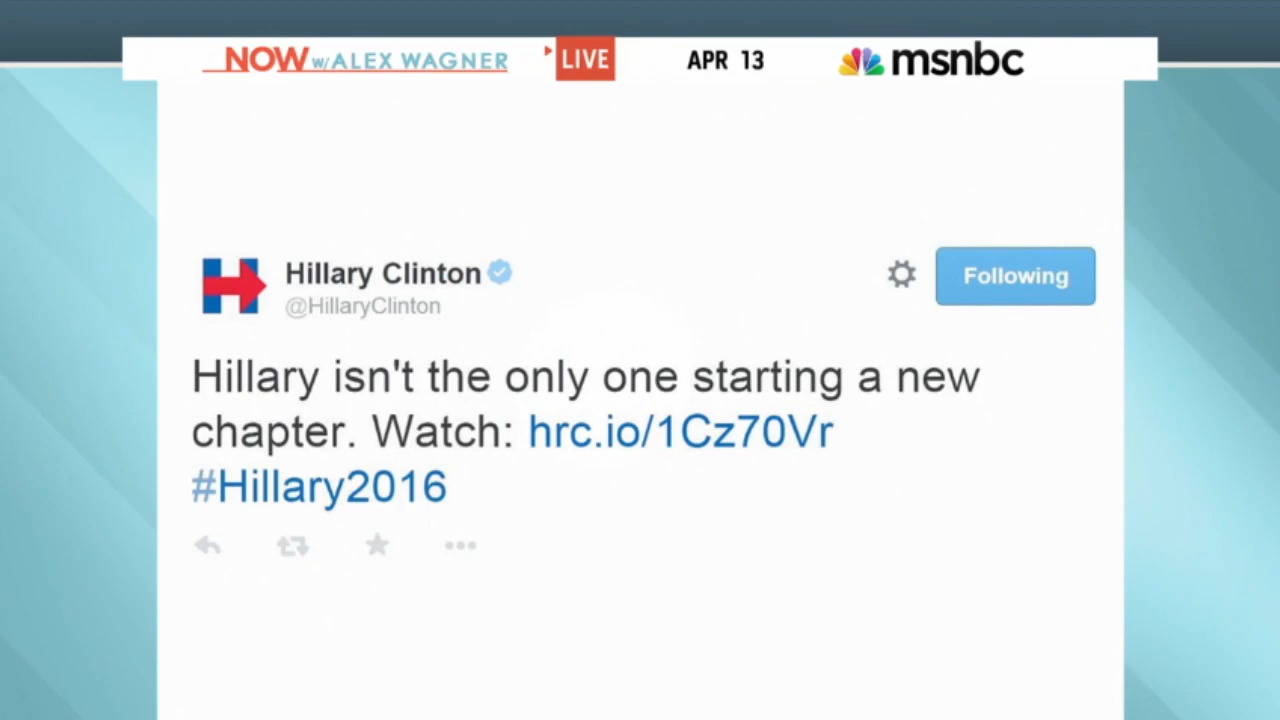 NOW w/ALEX WAGNER LIVE APR 13 msnbc
Hillary Clinton
@HillaryClinton
Following
Hillary isn't the only one starting a new
chapter. Watch: hrc.io/1Cz70Vr
#Hillary2016